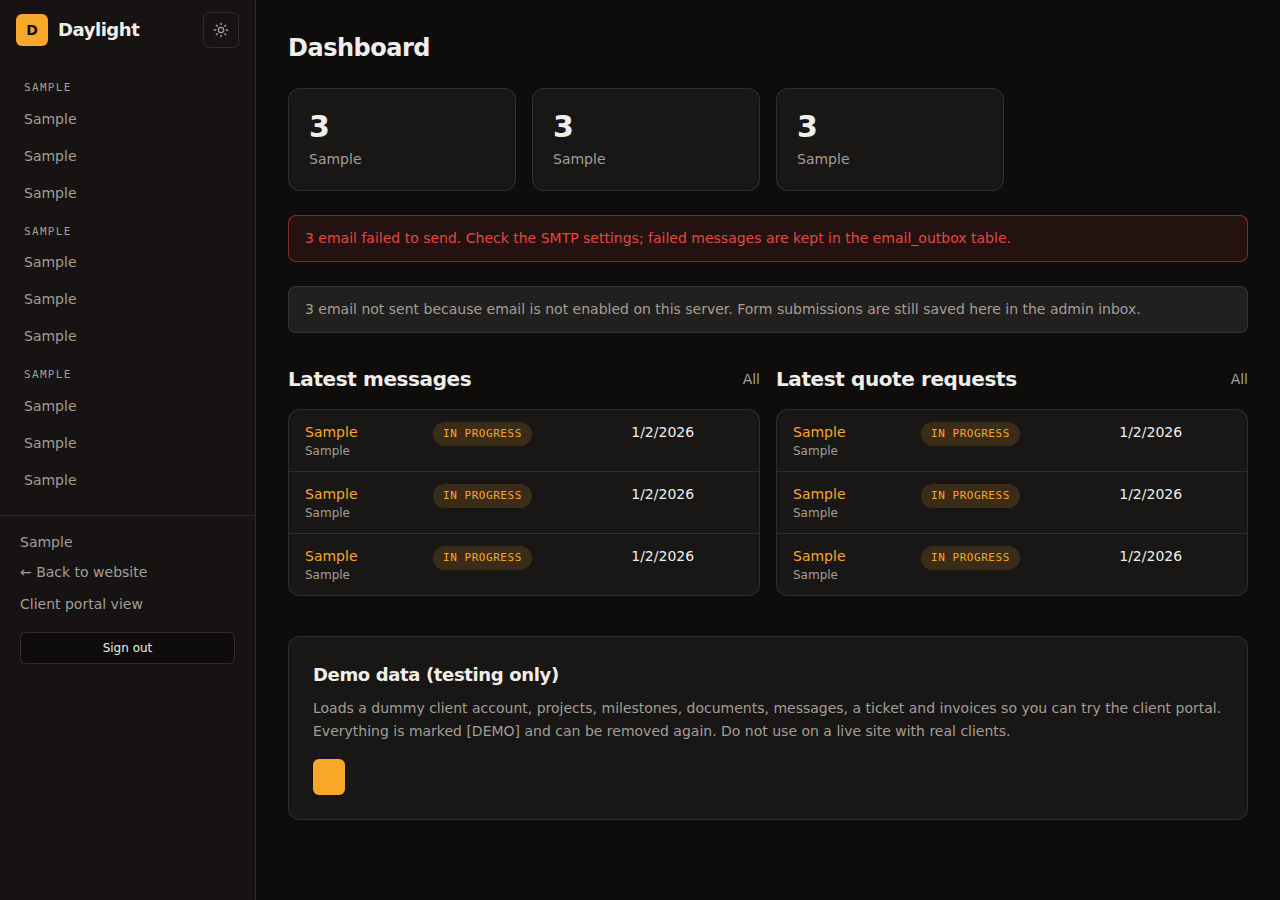 D Daylight
SAMPLE
Sample
Sample
Sample
SAMPLE
Sample
Sample
Sample
SAMPLE
Sample
Sample
Sample
Sample
← Back to website
Client portal view
Sign out
Dashboard
3 3 3
Sample Sample Sample
3 email failed to send. Check the SMTP settings; failed messages are kept in the email_outbox table.
3 email not sent because email is not enabled on this server. Form submissions are still saved here in the admin inbox.
Latest messages All
Sample IN PROGRESS 1/2/2026
Sample
Sample IN PROGRESS 1/2/2026
Sample
Sample IN PROGRESS 1/2/2026
Sample
Latest quote requests All
Sample IN PROGRESS 1/2/2026
Sample
Sample IN PROGRESS 1/2/2026
Sample
Sample IN PROGRESS 1/2/2026
Sample
Demo data (testing only)
Loads a dummy client account, projects, milestones, documents, messages, a ticket and invoices so you can try the client portal.
Everything is marked [DEMO] and can be removed again. Do not use on a live site with real clients.